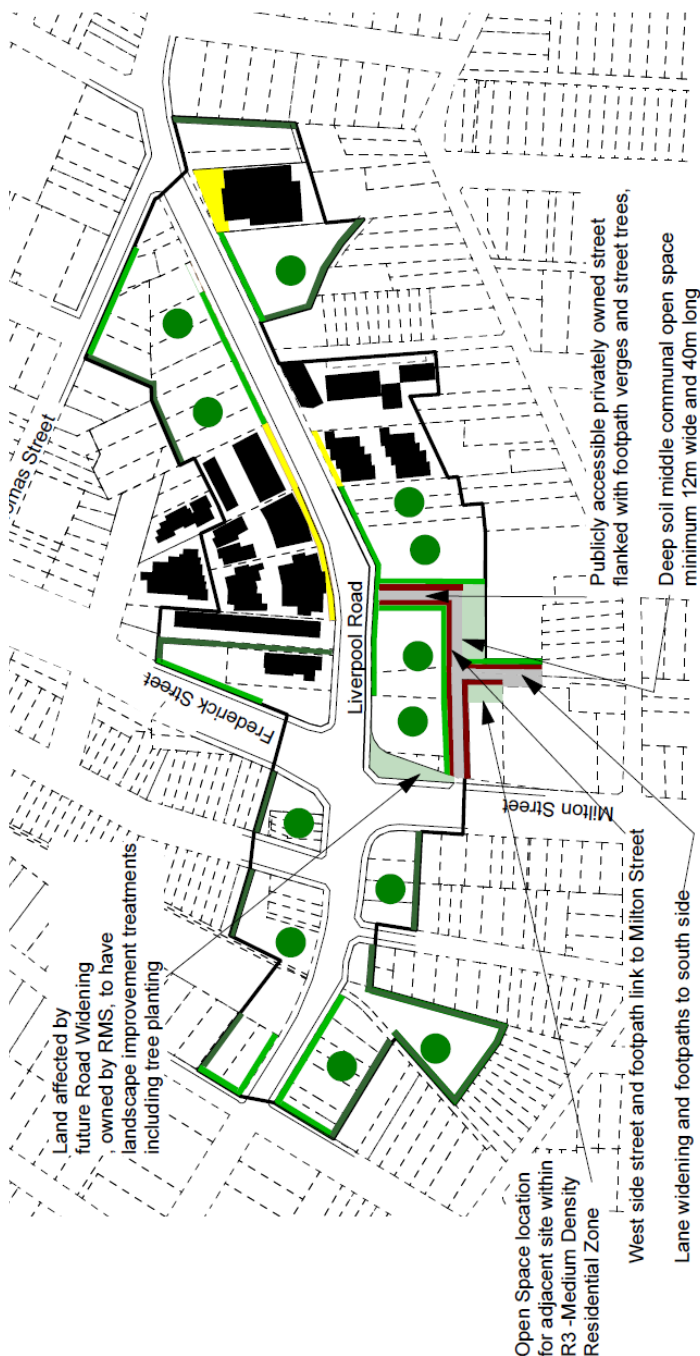 omas Street
Frederick Street
Liverpool Road
Milton Street
Land affected by
future Road Widening
owned by RMS, to have
landscape improvement treatments
including tree planting
Publicly accessible privately owned street
flanked with footpath verges and street trees,
Deep soil middle communal open space
minimum 12m wide and 40m long
Open Space location
for adjacent site within
R3 -Medium Density
Residential Zone
West side street and footpath link to Milton Street
Lane widening and footpaths to south side